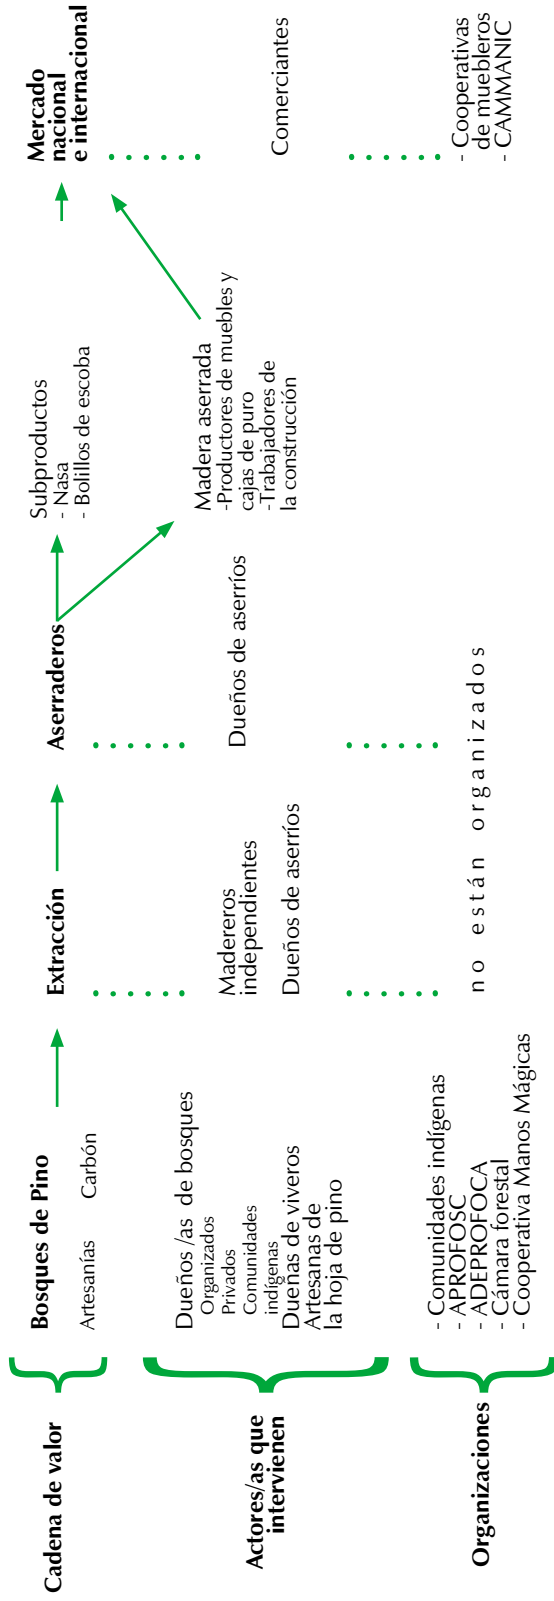 Cadena de valor
Bosques de Pino
Artesanías
Carbón
Extracción
Aserraderos
Subproductos
- Nasa
- Bolillos de escoba
Mercado
nacional
e internacional
Actores/as que
intervienen
Dueños /as de bosques
Organizados
Privados
Comunidades
indígenas
Dueñas de viveros
Artesanas de
la hoja de pino
Madereros
independientes
Dueños de aserríos
Dueños de aserríos
Madera aserrada
-Productores de muebles y
cajas de puro
-Trabajadores de
la construcción
Comerciantes
Organizaciones
- Comunidades indígenas
- APROFOSC
- ADEPROFOCA
- Cámara forestal
- Cooperativa Manos Mágicas
no están organizados
- Cooperativas
de muebleros
- CAMMANIC